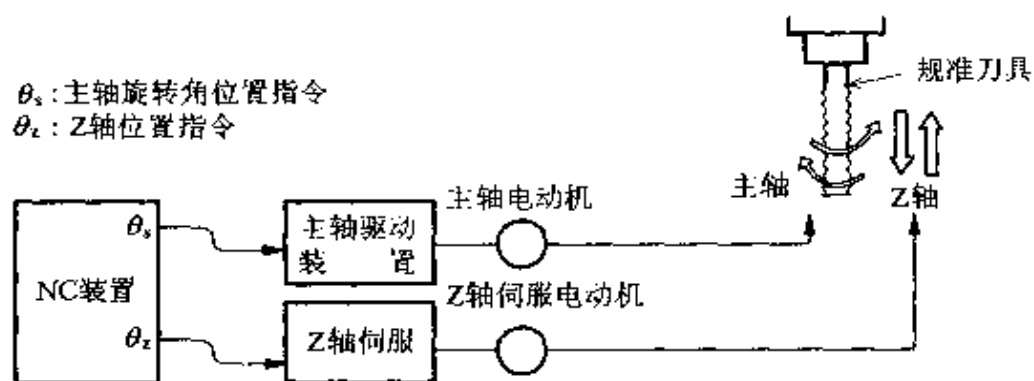 规准刀具
θs：主轴旋转角位置指令
θz：Z轴位置指令
主轴
Z轴
主轴电动机
θs
主轴驱动
装 置
NC装置
Z轴伺服电动机
θz
Z轴伺服